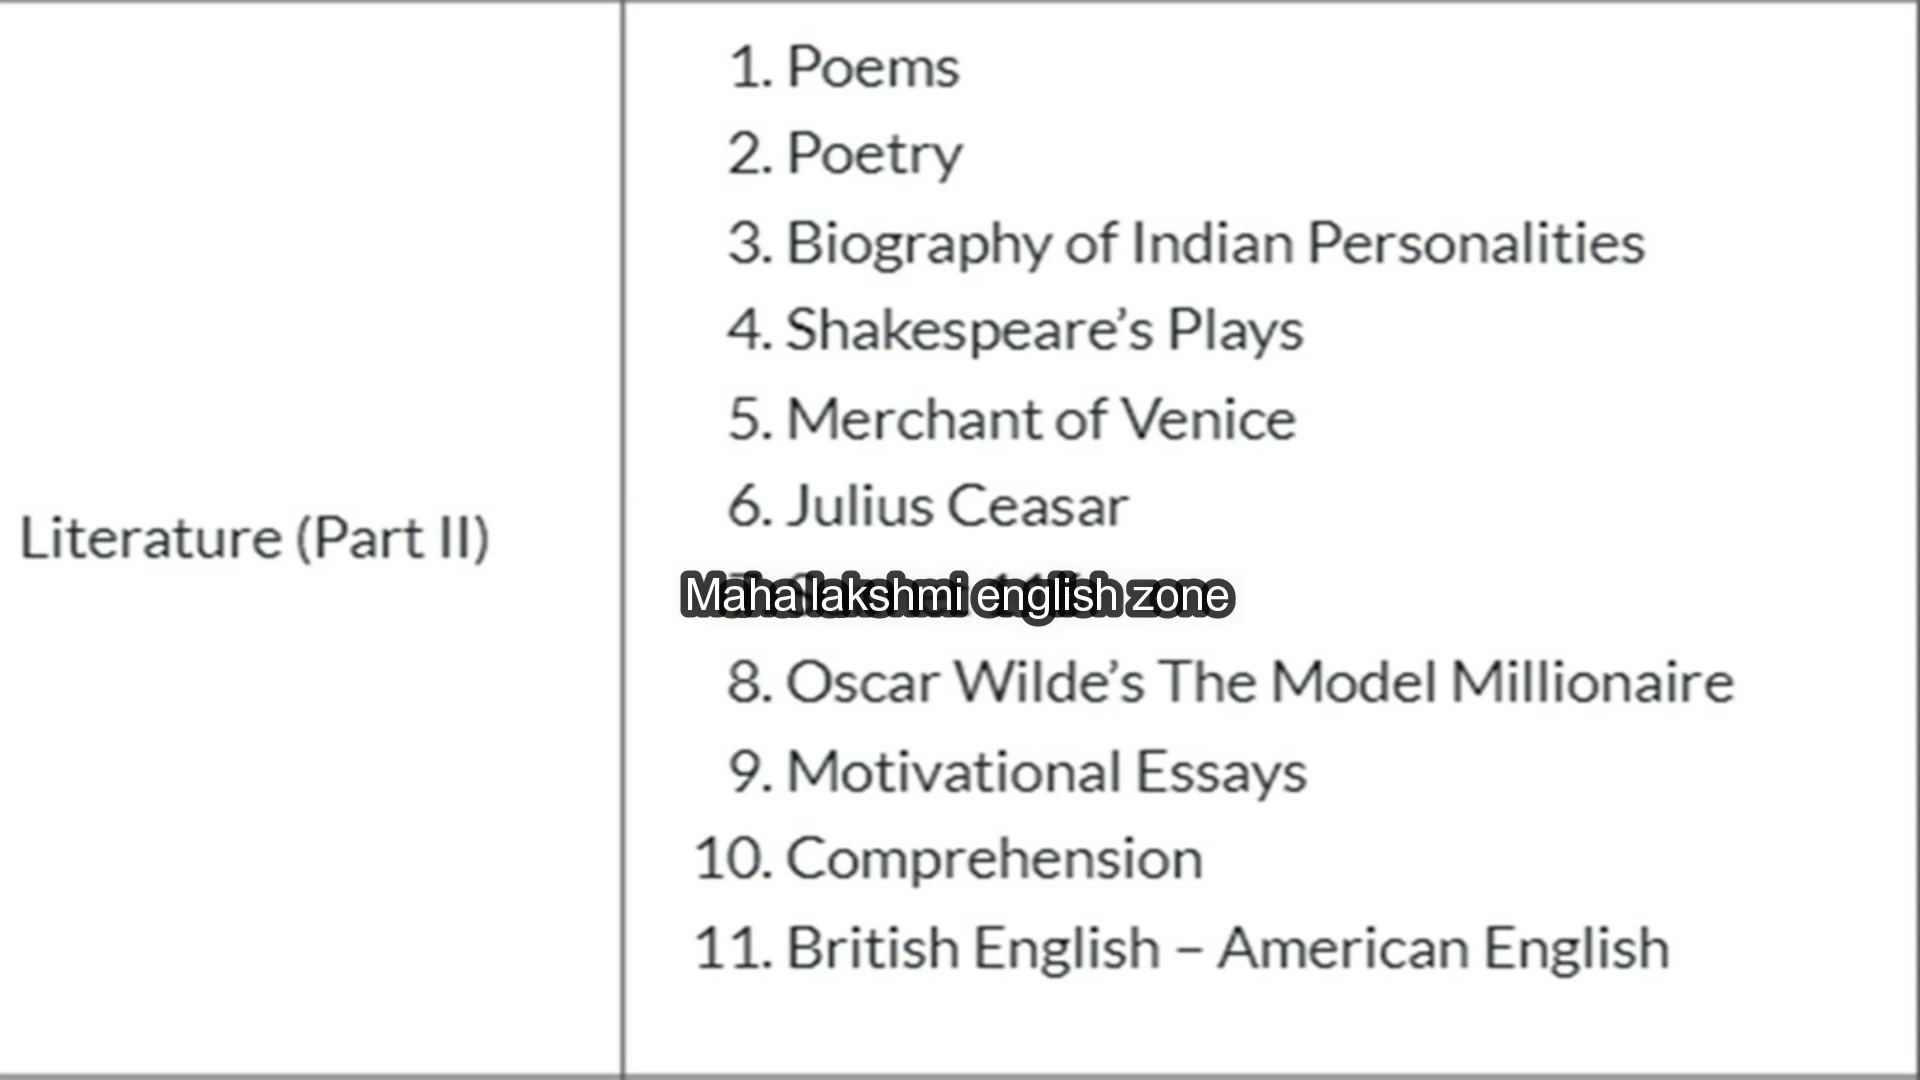 Literature (Part II)
1. Poems
2. Poetry
3. Biography of Indian Personalities
4. Shakespeare’s Plays
5. Merchant of Venice
6. Julius Ceasar
Maha lakshmi english zone
8. Oscar Wilde’s The Model Millionaire
9. Motivational Essays
10. Comprehension
11. British English – American English